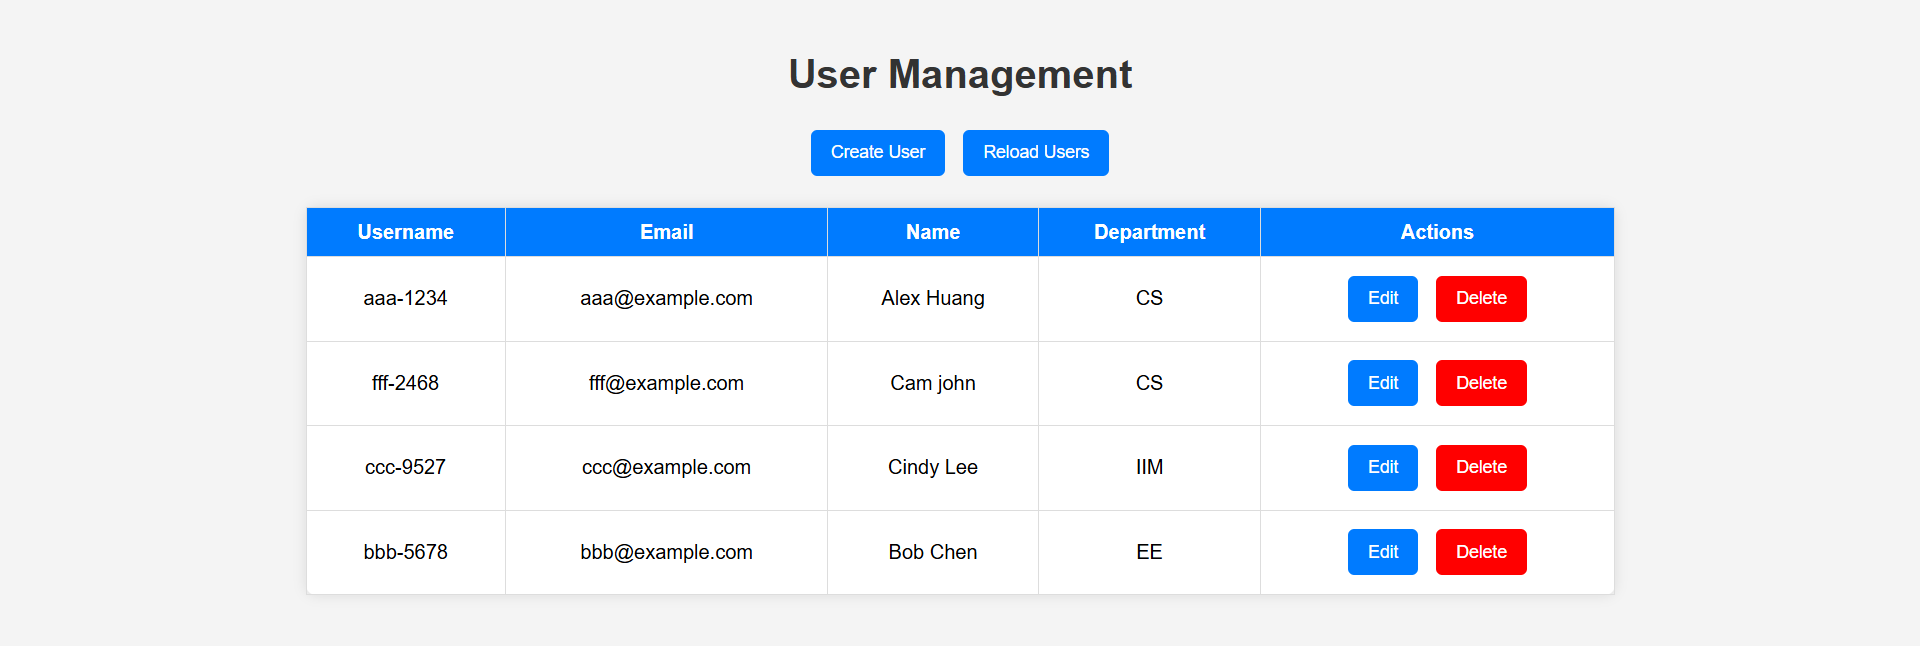 User Management
Create User Reload Users
Username Email Name Department Actions
aaa-1234 aaa@example.com Alex Huang CS Edit Delete
fff-2468 fff@example.com Cam john CS Edit Delete
ccc-9527 ccc@example.com Cindy Lee IIM Edit Delete
bbb-5678 bbb@example.com Bob Chen EE Edit Delete